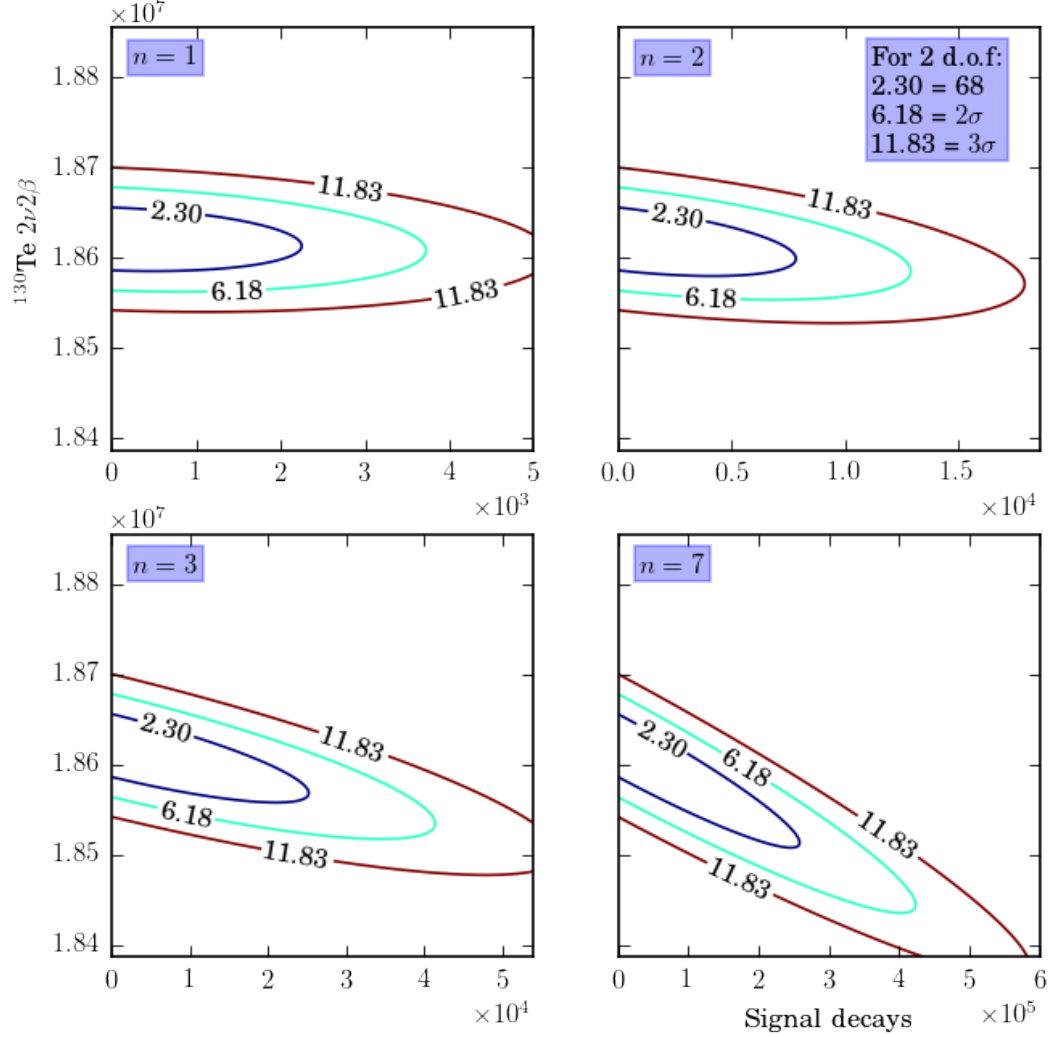 ×10⁷
n = 1
1.88
1.87
1.86
1.85
1.84
¹³⁰Te 2ν2β
2.30
6.18
11.83
11.83
0 1 2 3 4 5
×10³
n = 2
For 2 d.o.f:
2.30 = 68
6.18 = 2σ
11.83 = 3σ
11.83
2.30
6.18
0.0 0.5 1.0 1.5
×10⁴
×10⁷
n = 3
1.88
1.87
1.86
1.85
1.84
2.30
11.83
6.18
11.83
0 1 2 3 4 5
×10⁴
n = 7
2.30
6.18
11.83
11.83
0 1 2 3 4 5 6
Signal decays
×10⁵